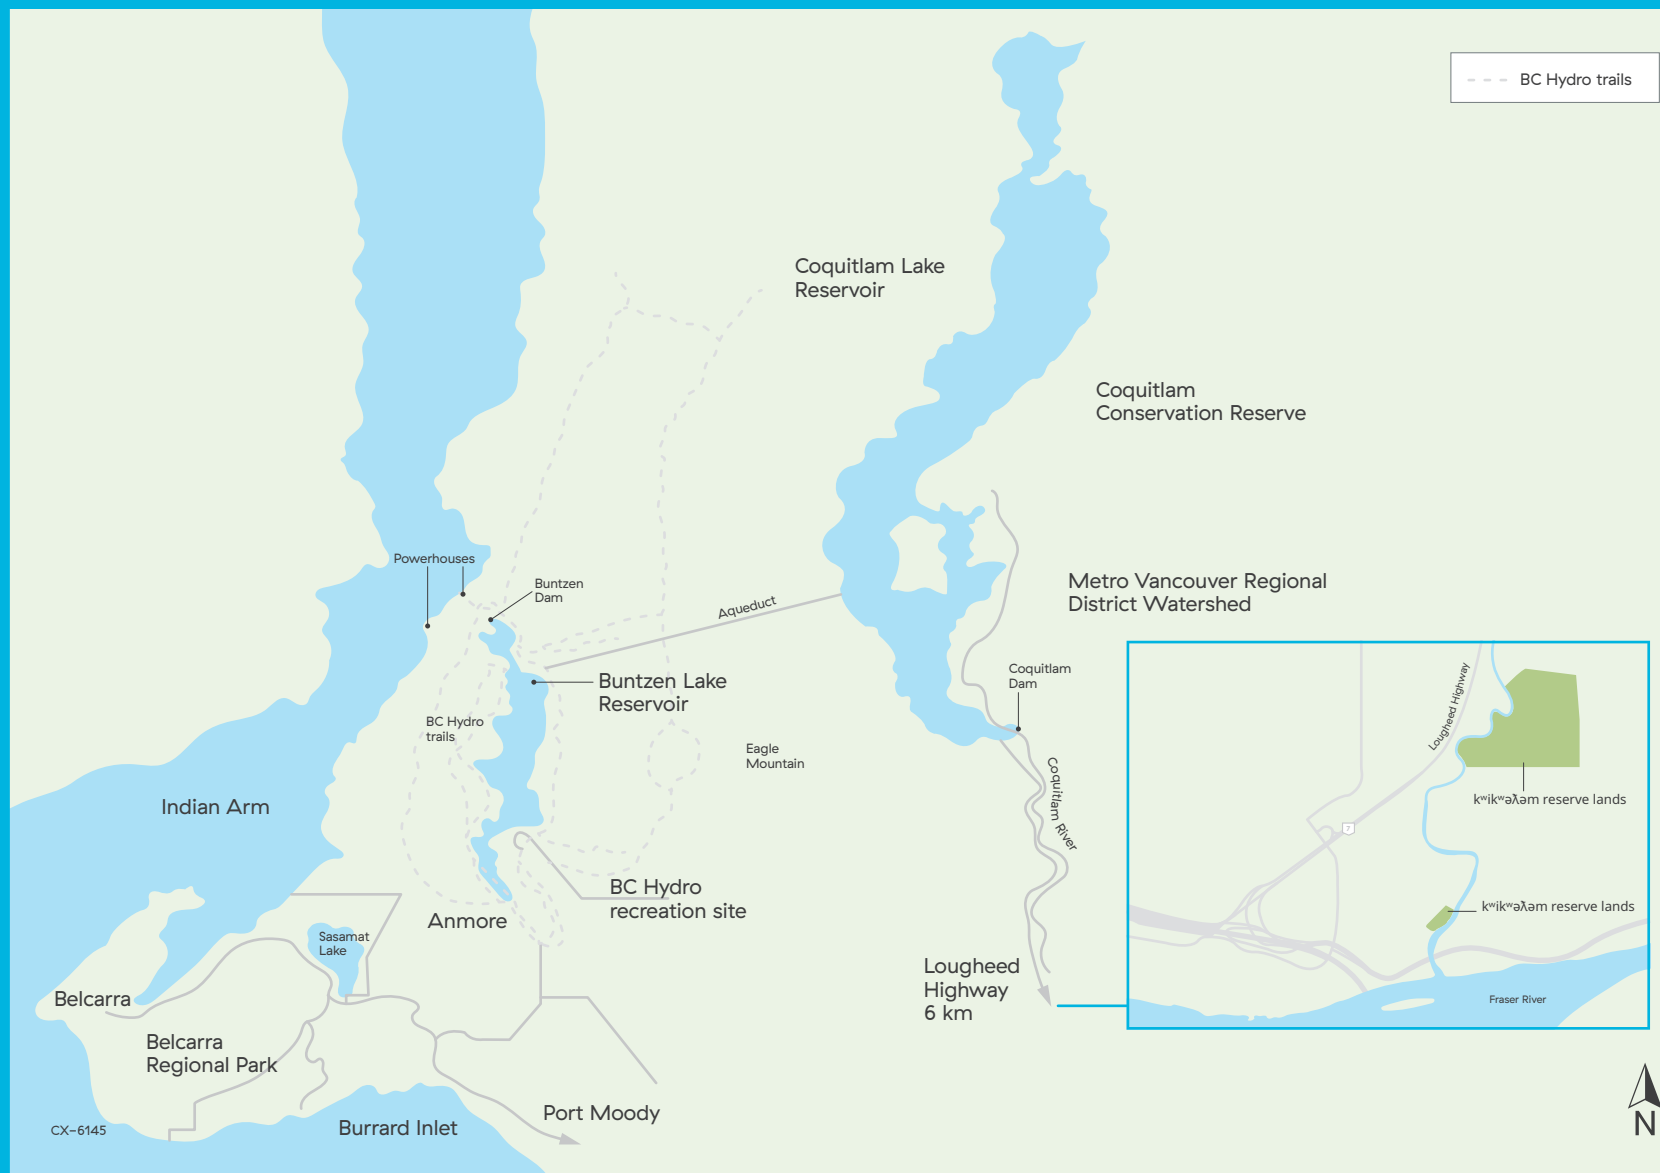 BC Hydro trails
Coquitlam Lake
Reservoir
Coquitlam
Conservation Reserve
Powerhouses
Buntzen
Dam
Aqueduct
Metro Vancouver Regional
District Watershed
Coquitlam
Dam
Buntzen Lake
Reservoir
BC Hydro
trails
Eagle
Mountain
Coquitlam River
Indian Arm
BC Hydro
recreation site
Anmore
Sasamat
Lake
Belcarra
Belcarra
Regional Park
Lougheed
Highway
6 km
Lougheed Highway
kʷikʷəƛ̓əm reserve lands
7
kʷikʷəƛ̓əm reserve lands
Fraser River
Port Moody
Burrard Inlet
CX-6145
N